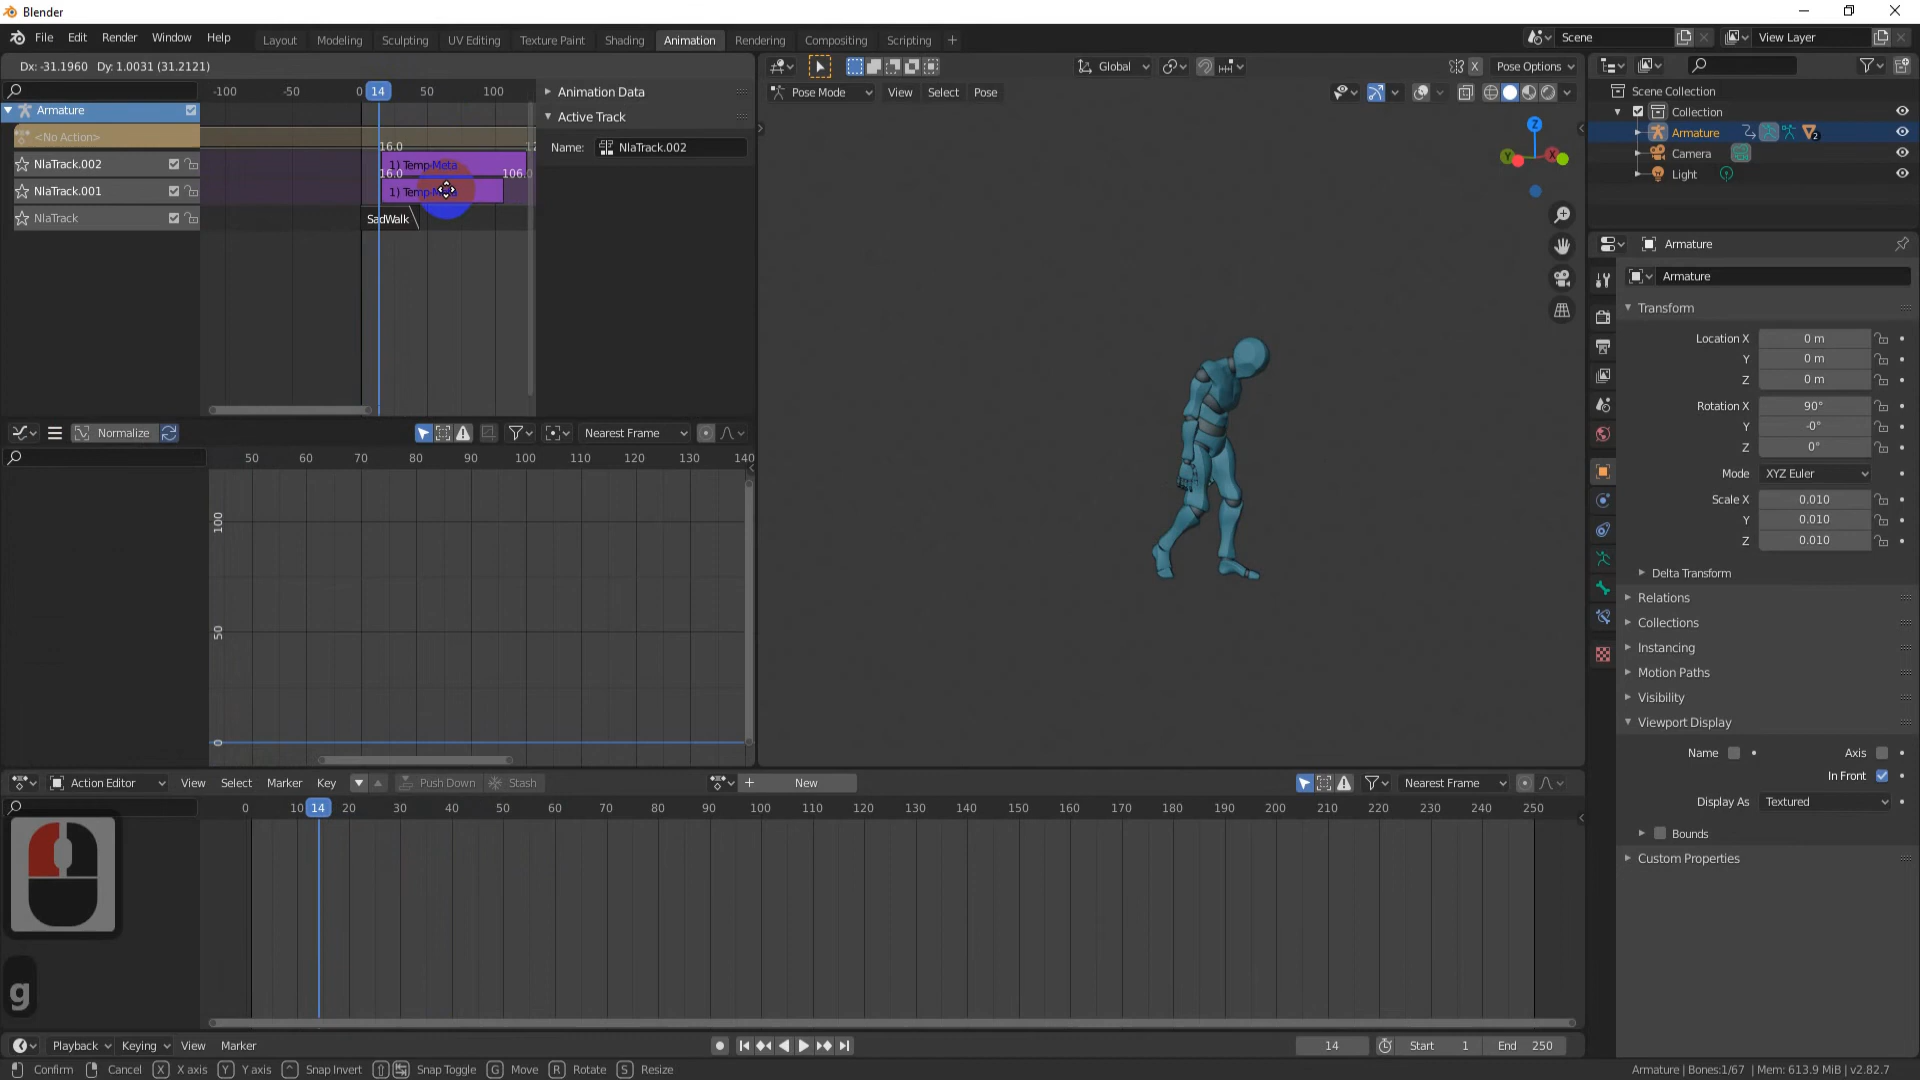 Blender
File Edit Render Window Help
Layout Modeling Sculpting UV Editing Texture Paint Shading Animation Rendering Compositing Scripting +
Scene
View Layer
Dx: -31.1960 Dy: 1.0031 (31.2121)
Global
X
Pose Options
-100 -50 0 14 50 100
Armature
<No Action>
NlaTrack.002
NlaTrack.001
NlaTrack
16.0
1) Temp-Meta
16.0 106.0
SadWalk
Animation Data
Active Track
Name: NlaTrack.002
Pose Mode View Select Pose
Z
Y
X
Scene Collection
Collection
Armature
2
Camera
Light
Armature
Armature
Transform
Location X 0 m
Y 0 m
Z 0 m
Rotation X 90°
Y -0°
Z 0°
Mode XYZ Euler
Scale X 0.010
Y 0.010
Z 0.010
Delta Transform
Relations
Collections
Instancing
Motion Paths
Visibility
Viewport Display
Name Axis
In Front
Display As Textured
Bounds
Custom Properties
Normalize
Nearest Frame
50 60 70 80 90 100 110 120 130 140
100
50
0
Action Editor View Select Marker Key Push Down Stash
+ New
Nearest Frame
0 10 14 20 30 40 50 60 70 80 90 100 110 120 130 140 150 160 170 180 190 200 210 220 230 240 250
g
Playback Keying View Marker
14 Start 1 End 250
Confirm Cancel X X axis Y Y axis ^ Snap Invert Snap Toggle G Move R Rotate S Resize
Armature | Bones:1/67 | Mem: 613.9 MiB | v2.82.7